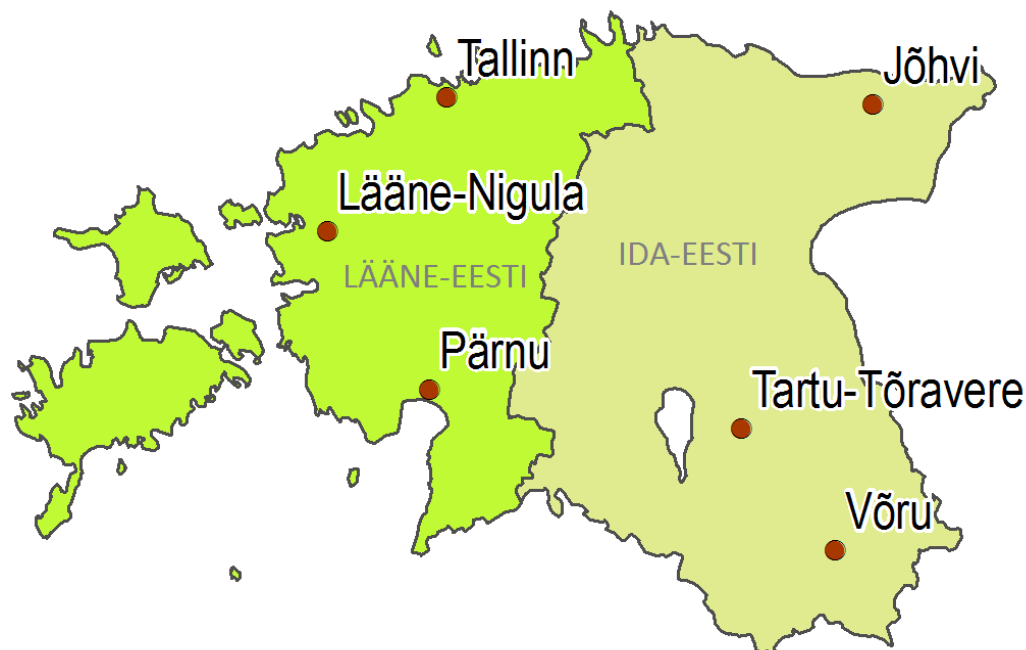 Tallinn
Jõhvi
Lääne-Nigula
IDA-EESTI
LÄÄNE-EESTI
Pärnu
Tartu-Tõravere
Võru